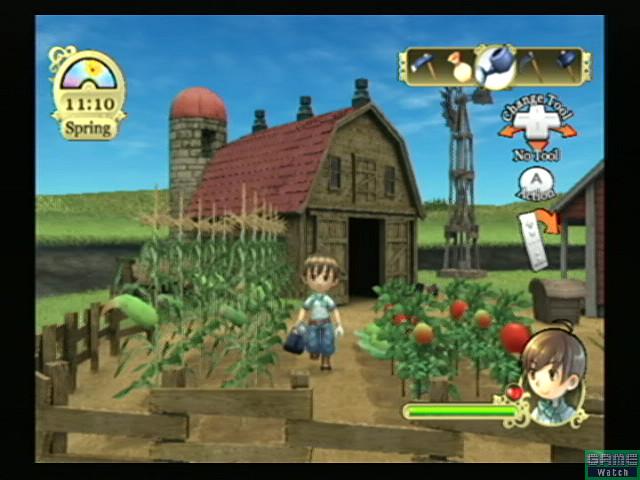 11:10
Spring
Change Tool
No Tool
A
Action
GAME
Watch